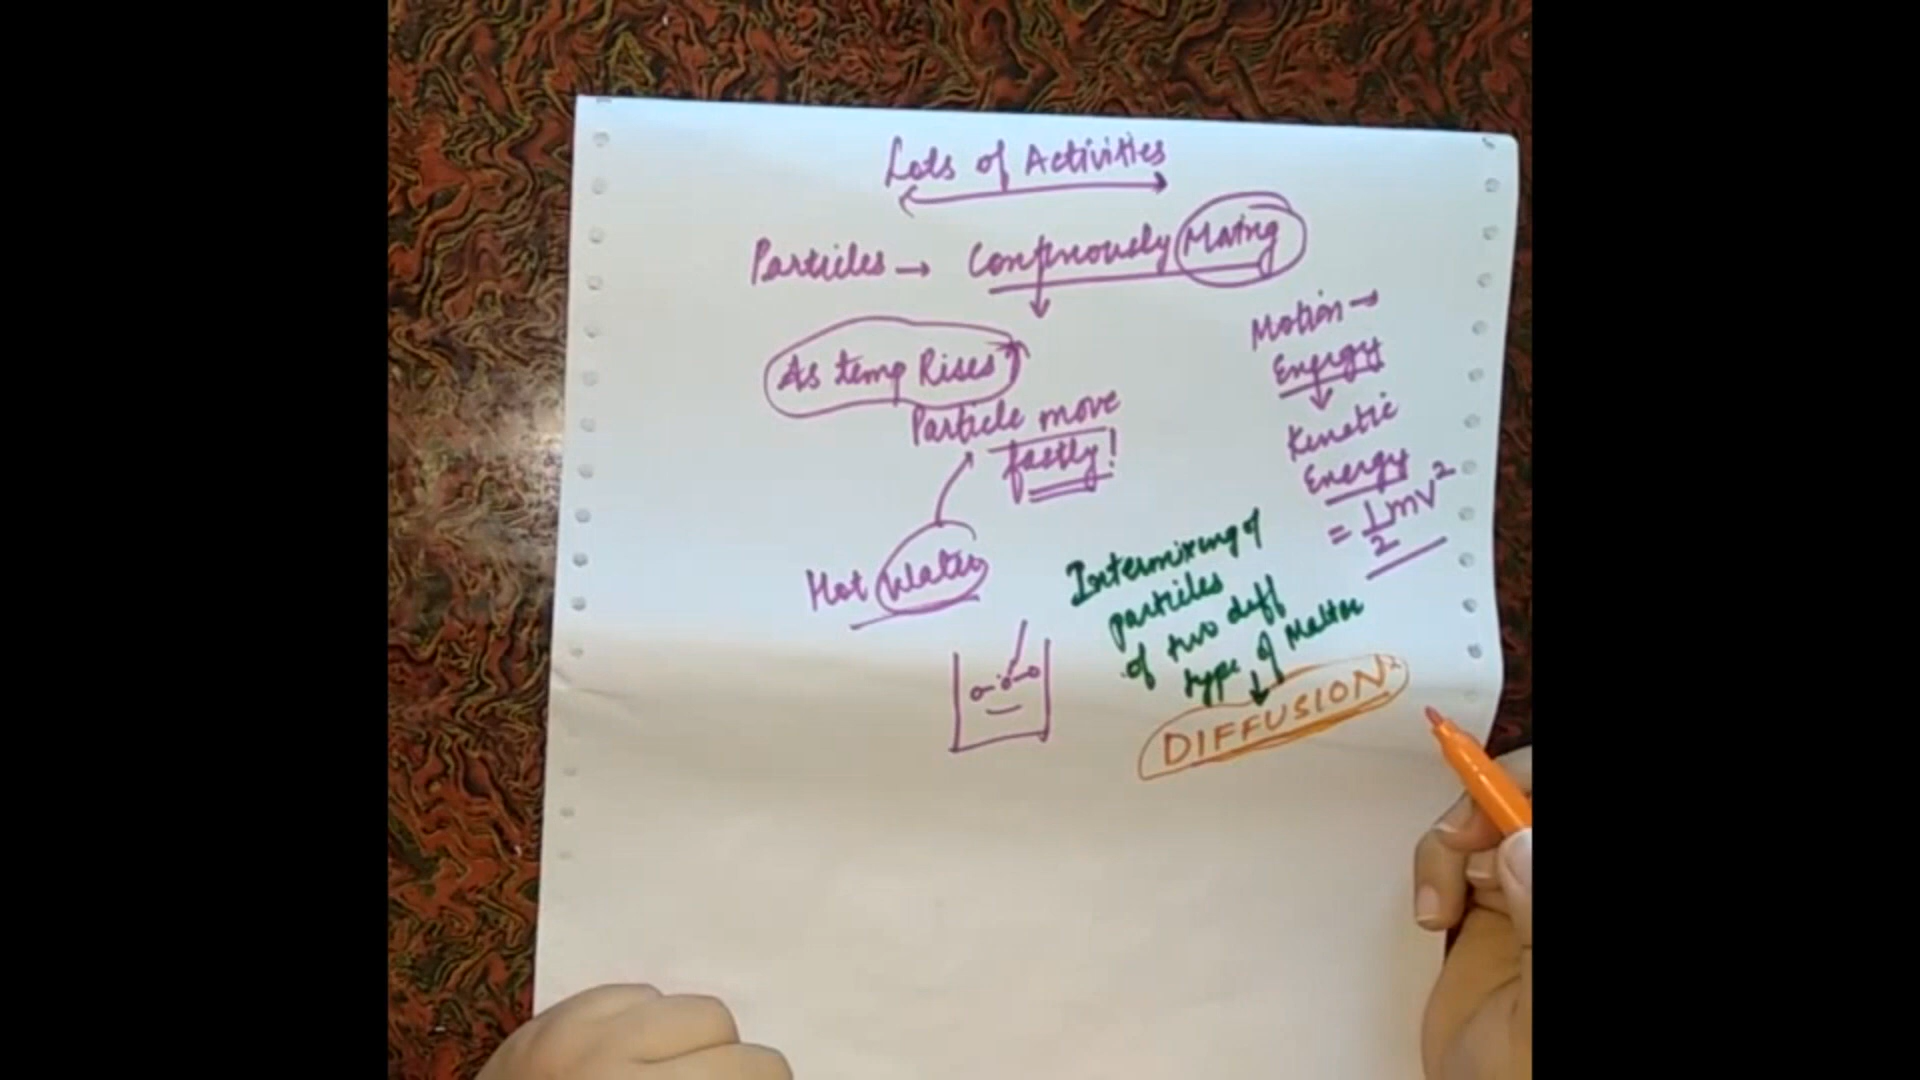 Lots of Activities
Particles → Continuously Moving
As temp Rises ↑
Particle move
fastly!
Hot Water
Motion →
Energy
↓
Kinetic
Energy
= 1/2 mv²
Intermixing of
particles
of two diff
type of Matter
↓
DIFFUSION